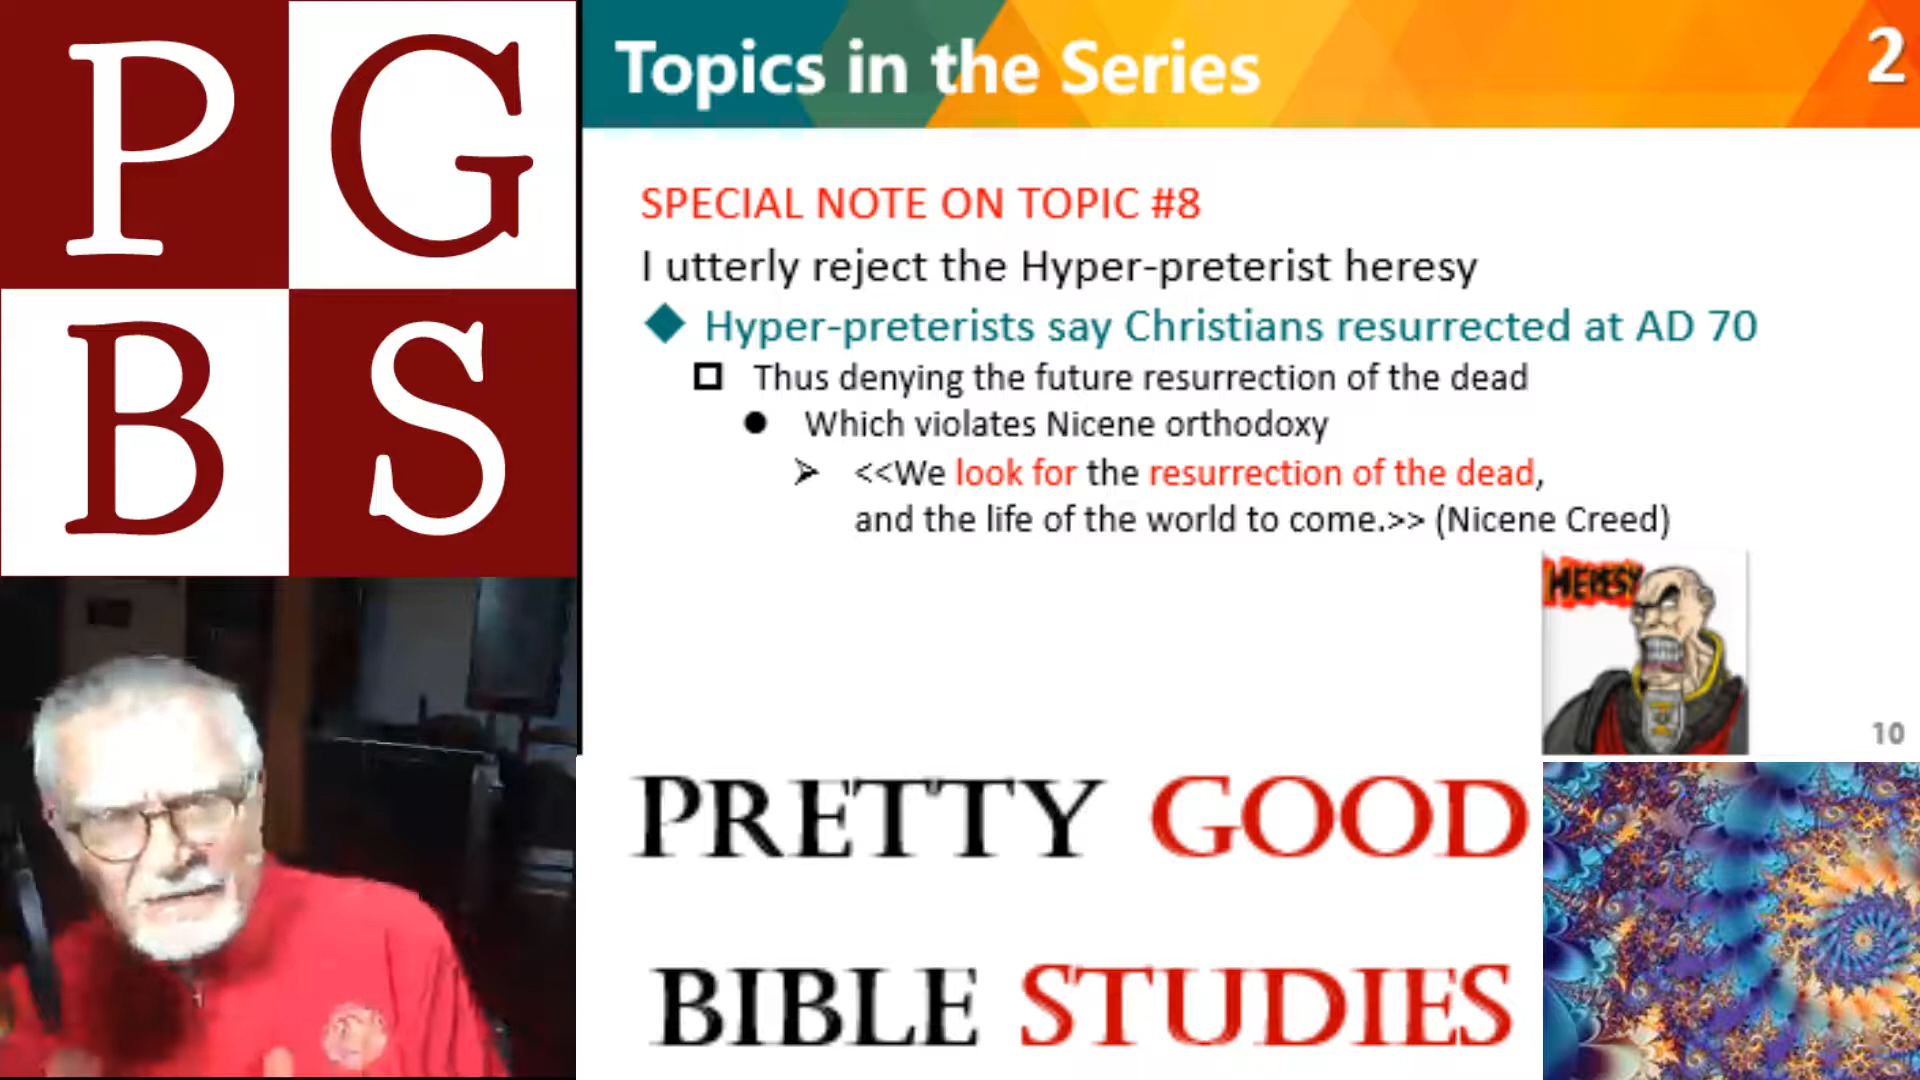 P G
B S
Topics in the Series
2
SPECIAL NOTE ON TOPIC #8
I utterly reject the Hyper-preterist heresy
Hyper-preterists say Christians resurrected at AD 70
Thus denying the future resurrection of the dead
Which violates Nicene orthodoxy
<<We look for the resurrection of the dead,
and the life of the world to come.>> (Nicene Creed)
HERESY
10
PRETTY GOOD
BIBLE STUDIES